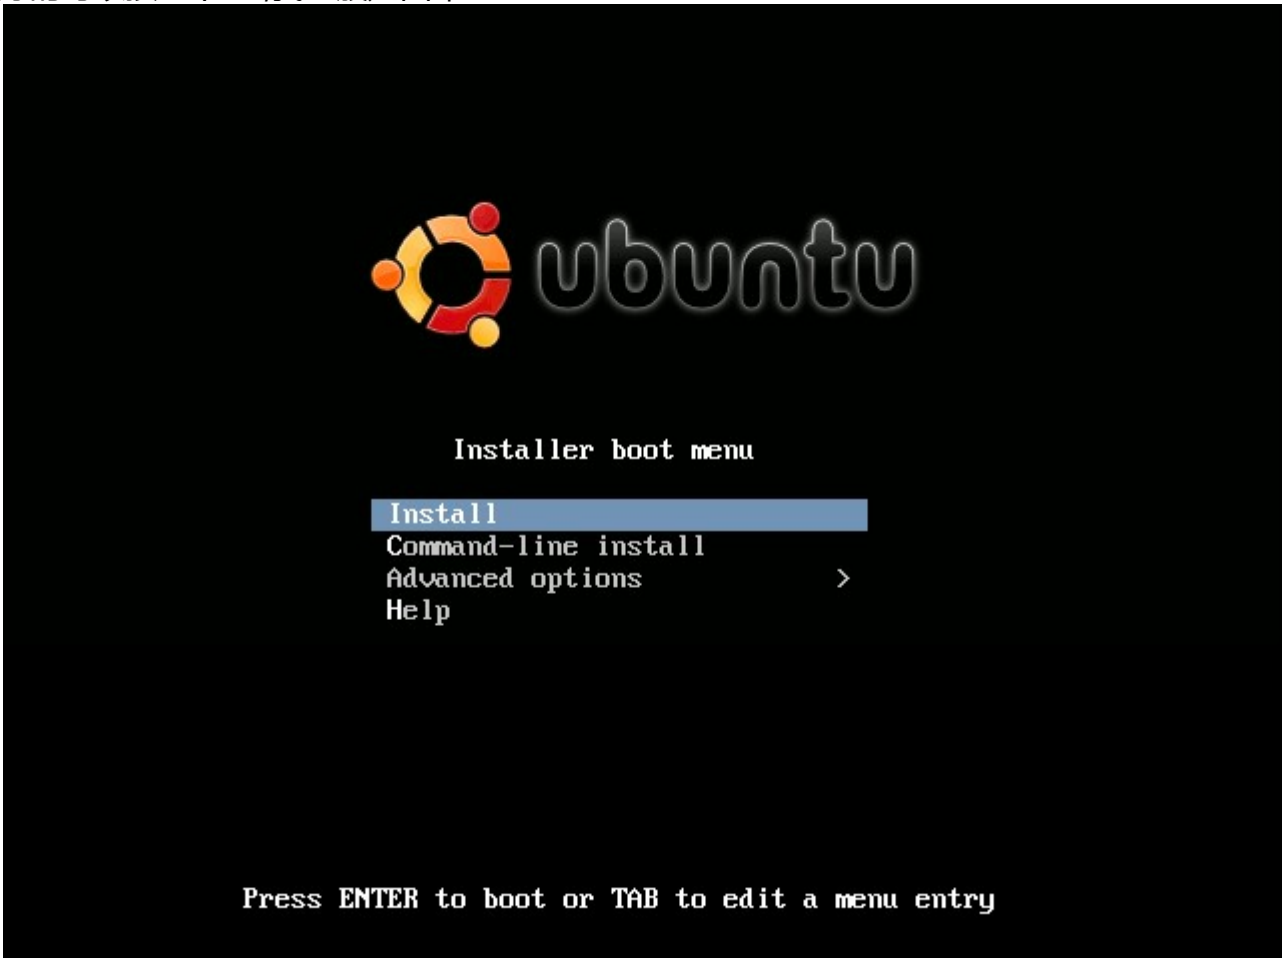 ubuntu
Installer boot menu
Install
Command-line install
Advanced options >
Help
Press ENTER to boot or TAB to edit a menu entry